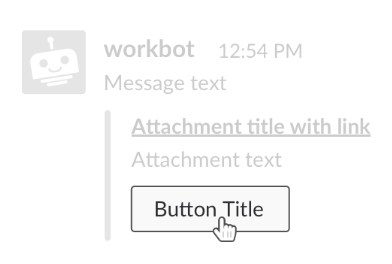 workbot 12:54 PM
Message text
Attachment title with link
Attachment text
Button Title